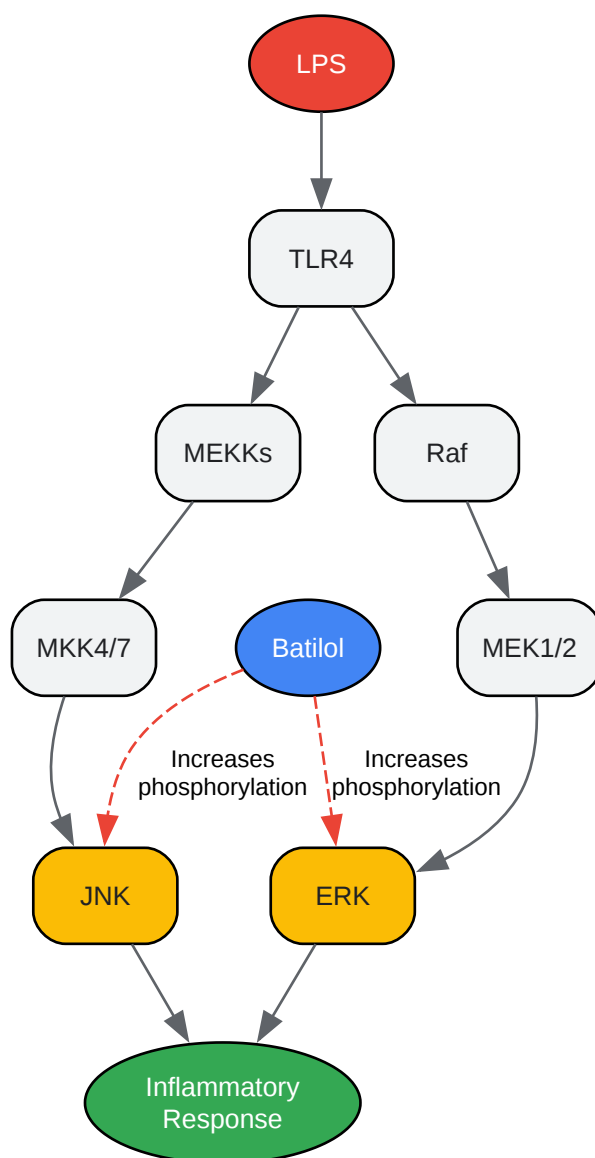 LPS
TLR4
MEKKs
Raf
MKK4/7
Batilol
MEK1/2
Increases
phosphorylation
Increases
phosphorylation
JNK
ERK
Inflammatory
Response